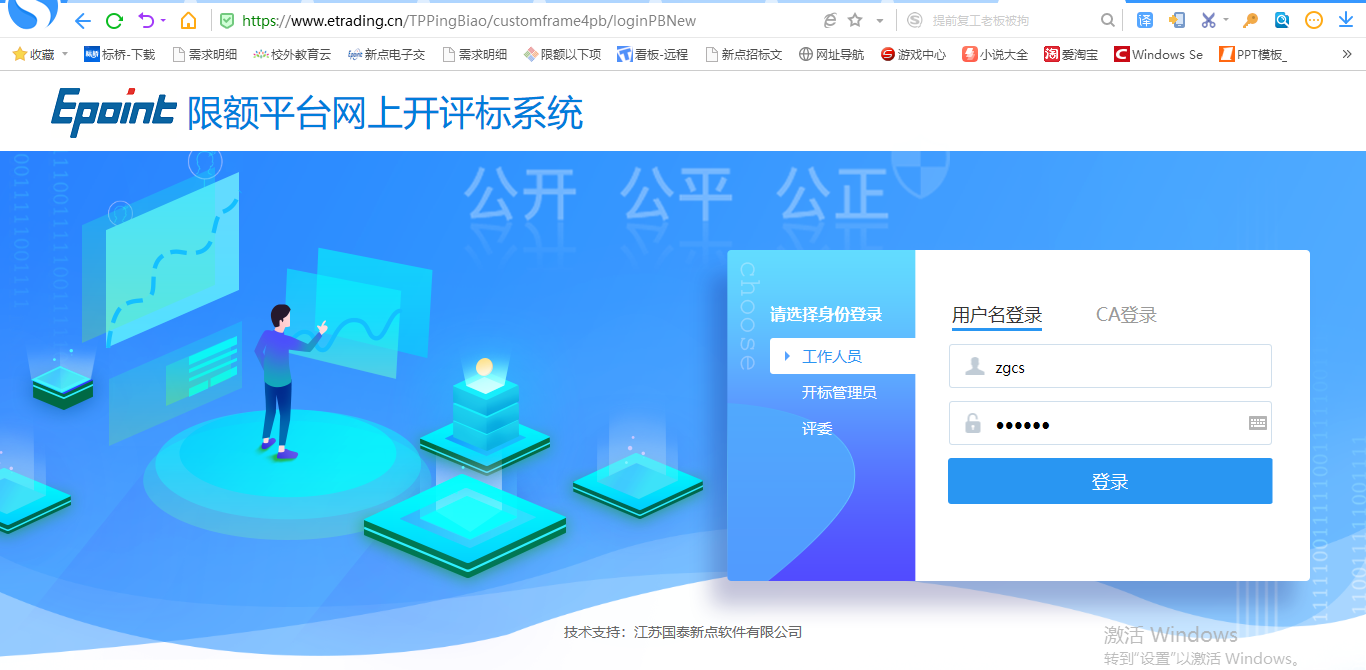 https://www.etrading.cn/TPPingBiao/customframe4pb/loginPBNew
提前复工老板被拘
译
收藏 标桥-下载 需求明细 校外教育云 新点电子交 需求明细 限额以下项 看板-远程 新点招标文 网址导航 游戏中心 小说大全 爱淘宝 Windows Se PPT模板_
Epoint 限额平台网上开评标系统
公开 公平 公正
choose
请选择身份登录
工作人员
开标管理员
评委
用户名登录 CA登录
zgcs
••••••
登录
技术支持：江苏国泰新点软件有限公司
激活 Windows
转到"设置"以激活 Windows。